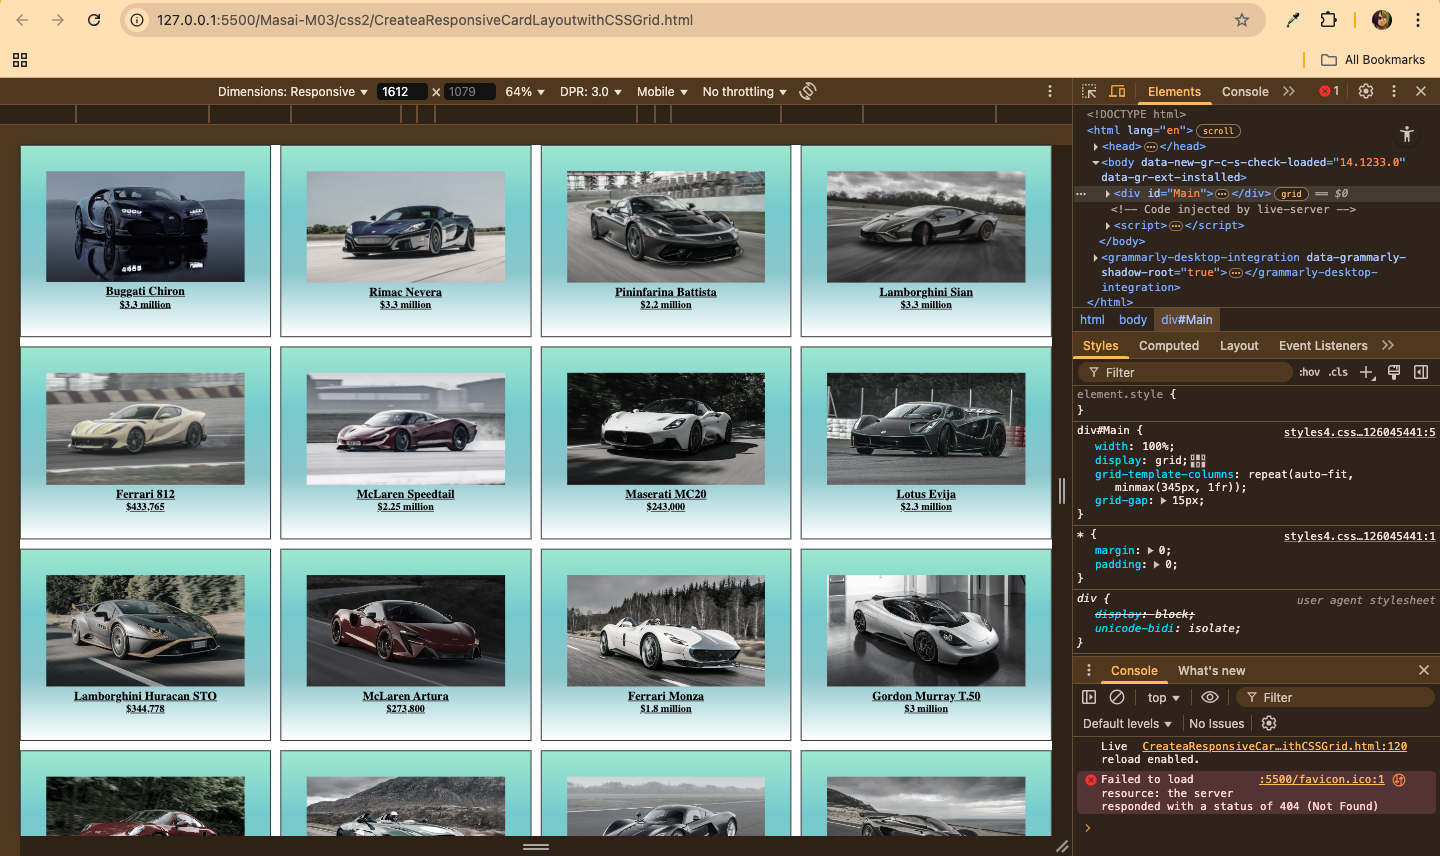 127.0.0.1:5500/Masai-M03/css2/CreateaResponsiveCardLayoutwithCSSGrid.html
All Bookmarks
Dimensions: Responsive 1612 × 1079 64% DPR: 3.0 Mobile No throttling
Buggati Chiron
$3.3 million
Rimac Nevera
$3.3 million
Pininfarina Battista
$2.2 million
Lamborghini Sian
$3.3 million
Ferrari 812
$433,765
McLaren Speedtail
$2.25 million
Maserati MC20
$243,000
Lotus Evija
$2.3 million
Lamborghini Huracan STO
$344,778
McLaren Artura
$273,800
Ferrari Monza
$1.8 million
Gordon Murray T.50
$3 million
Elements Console 1
<!DOCTYPE html>
<html lang="en"> scroll
<head> </head>
<body data-new-gr-c-s-check-loaded="14.1233.0"
data-gr-ext-installed>
<div id="Main"> </div> grid == $0
<!-- Code injected by live-server -->
<script> </script>
</body>
<grammarly-desktop-integration data-grammarly-
shadow-root="true"> </grammarly-desktop-
integration>
</html>
html body div#Main
Styles Computed Layout Event Listeners
Filter :hov .cls
element.style {
}
div#Main { styles4.css…126045441:5
width: 100%;
display: grid;
grid-template-columns: repeat(auto-fit,
minmax(345px, 1fr));
grid-gap: 15px;
}
* { styles4.css…126045441:1
margin: 0;
padding: 0;
}
div { user agent stylesheet
display: block;
unicode-bidi: isolate;
}
Console What's new
top Filter
Default levels No Issues
Live CreateaResponsiveCar…ithCSSGrid.html:120
reload enabled.
Failed to load :5500/favicon.ico:1
resource: the server
responded with a status of 404 (Not Found)